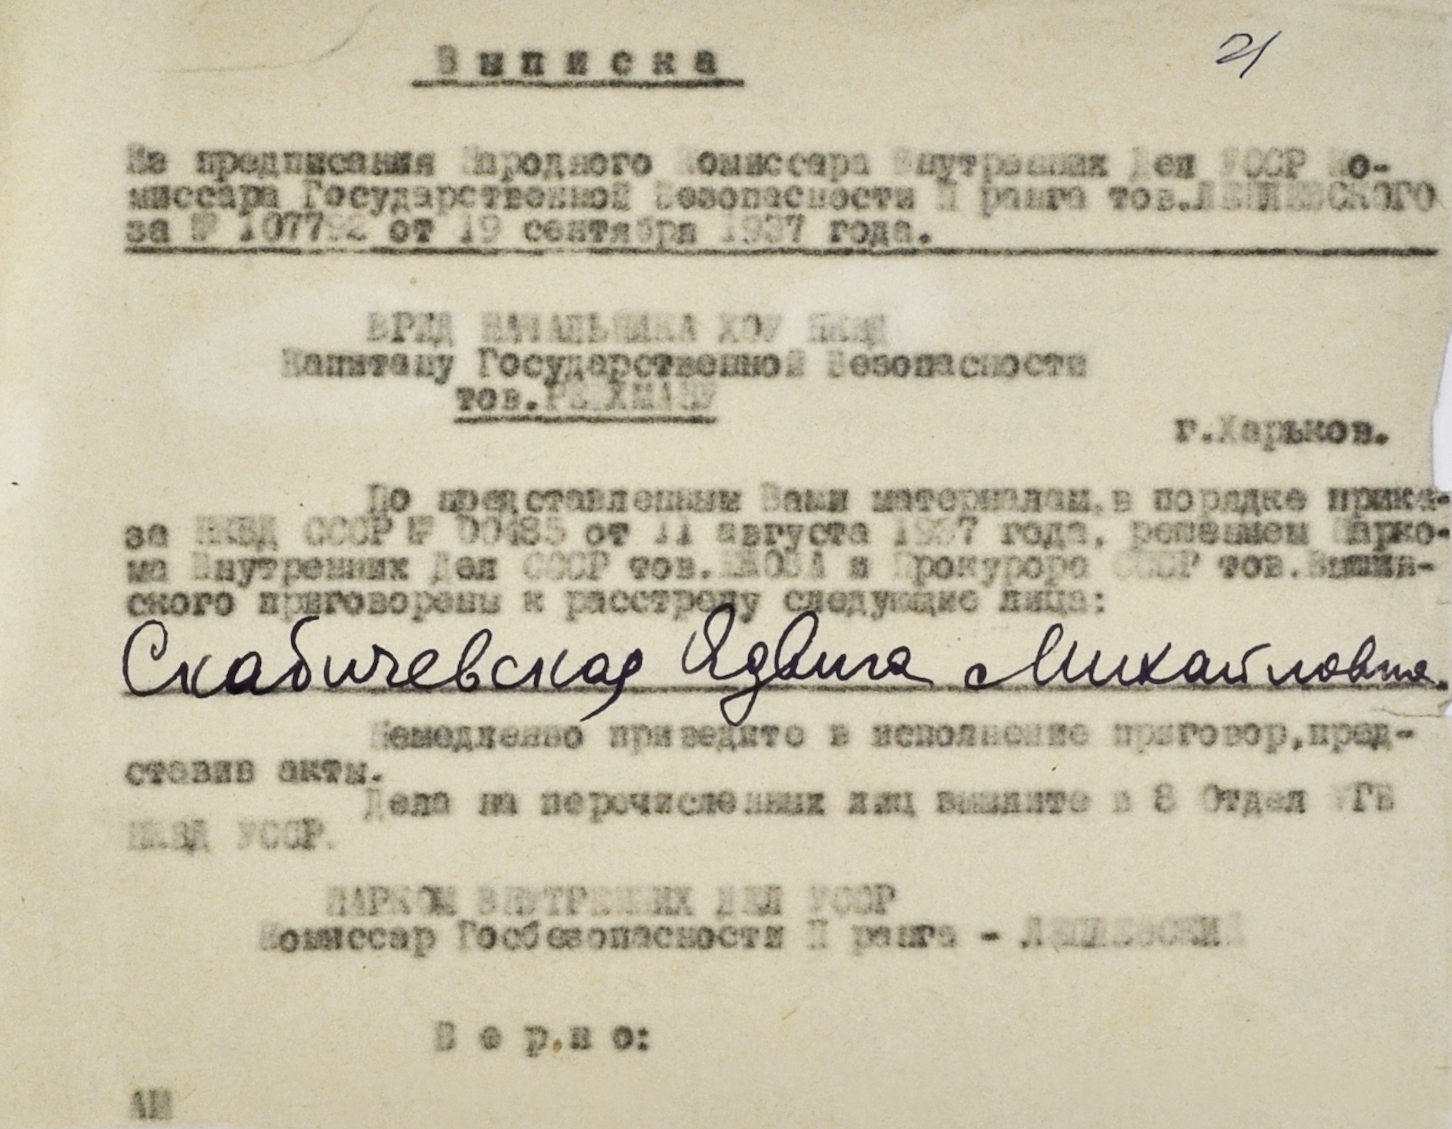 21
Выписка
Из предписания Народного Комиссара Внутренних Дел УССР Ко-
миссара Государственной Безопасности II ранга тов.ЛЕПЛЕВСКОГО
за № 107792 от 19 сентября 1937 года.
ВРИД НАЧАЛЬНИКА ХОУ НКВД
Капитану Государственной Безопасности
тов.РЕЙХМАНУ
г.Харьков.
По представленным Вами материалам,в порядке прика-
за НКВД СССР № 00485 от 11 августа 1937 года, решением Нарко-
ма Внутренних Дел СССР тов.ЕЖОВА и Прокурора СССР тов.Вышин-
ского приговорены к расстрелу следующие лица:
Скабичевская Ядвига Михайловна.
Немедленно приведите в исполнение приговор,пред-
ставив акты.
Дела на перечисленных лиц вышлите в 8 Отдел УГБ
НКВД УССР.
НАРКОМ ВНУТРЕННИХ ДЕЛ УССР
Комиссар Госбезопасности II ранга - ЛЕПЛЕВСКИЙ
Верно: